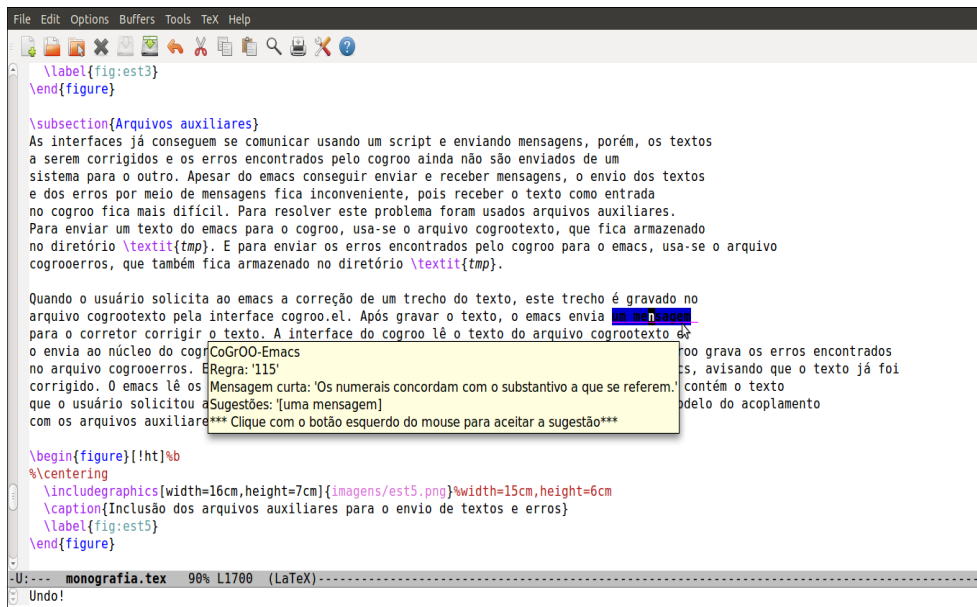 File Edit Options Buffers Tools TeX Help
\label{fig:est3}
\end{figure}
\subsection{Arquivos auxiliares}
As interfaces já conseguem se comunicar usando um script e enviando mensagens, porém, os textos
a serem corrigidos e os erros encontrados pelo cogroo ainda não são enviados de um
sistema para o outro. Apesar do emacs conseguir enviar e receber mensagens, o envio dos textos
e dos erros por meio de mensagens fica inconveniente, pois receber o texto como entrada
no cogroo fica mais difícil. Para resolver este problema foram usados arquivos auxiliares.
Para enviar um texto do emacs para o cogroo, usa-se o arquivo cogrootexto, que fica armazenado
no diretório \textit{tmp}. E para enviar os erros encontrados pelo cogroo para o emacs, usa-se o arquivo
cogrooerros, que também fica armazenado no diretório \textit{tmp}.
Quando o usuário solicita ao emacs a correção de um trecho do texto, este trecho é gravado no
arquivo cogrootexto pela interface cogroo.el. Após gravar o texto, o emacs envia um mensagem
para o corretor corrigir o texto. A interface do cogroo lê o texto do arquivo cogrootexto e
o envia ao núcleo do cogr oo grava os erros encontrados
no arquivo cogrooerros. E cs, avisando que o texto já foi
corrigido. O emacs lê os contém o texto
que o usuário solicitou a delo do acoplamento
com os arquivos auxiliare
CoGrOO-Emacs
Regra: '115'
Mensagem curta: 'Os numerais concordam com o substantivo a que se referem.'
Sugestões: '[uma mensagem]
*** Clique com o botão esquerdo do mouse para aceitar a sugestão***
\begin{figure}[!ht]%b
%\centering
\includegraphics[width=16cm,height=7cm]{imagens/est5.png}%width=15cm,height=6cm
\caption{Inclusão dos arquivos auxiliares para o envio de textos e erros}
\label{fig:est5}
\end{figure}
-U:--- monografia.tex 90% L1700 (LaTeX)----------------------------------------
Undo!